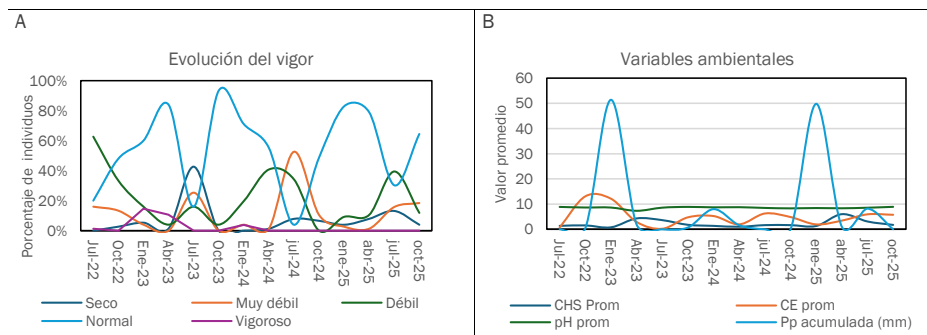 A
Evolución del vigor
Porcentaje de individuos
100%
80%
60%
40%
20%
0%
Jul-22
Oct-22
Ene-23
Abr-23
Jul-23
Oct-23
Ene-24
Abr-24
Jul-24
Oct-24
ene-25
abr-25
jul-25
oct-25
Seco
Muy débil
Débil
Normal
Vigoroso
B
Variables ambientales
Valor promedio
60
50
40
30
20
10
0
Jul-22
Oct-22
Ene-23
Abr-23
Jul-23
Oct-23
Ene-24
Abr-24
Jul-24
Oct-24
ene-25
abr-25
jul-25
oct-25
CHS Prom
CE prom
pH prom
Pp acumulada (mm)